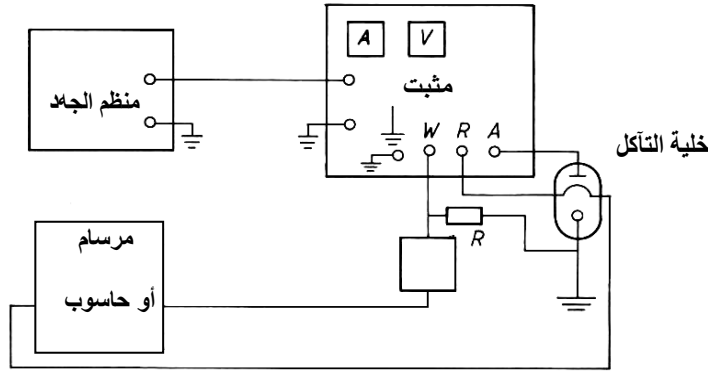 A V
مثبت
منظم الجهد
W R A
خلية التآكل
R
مرسام
أو حاسوب